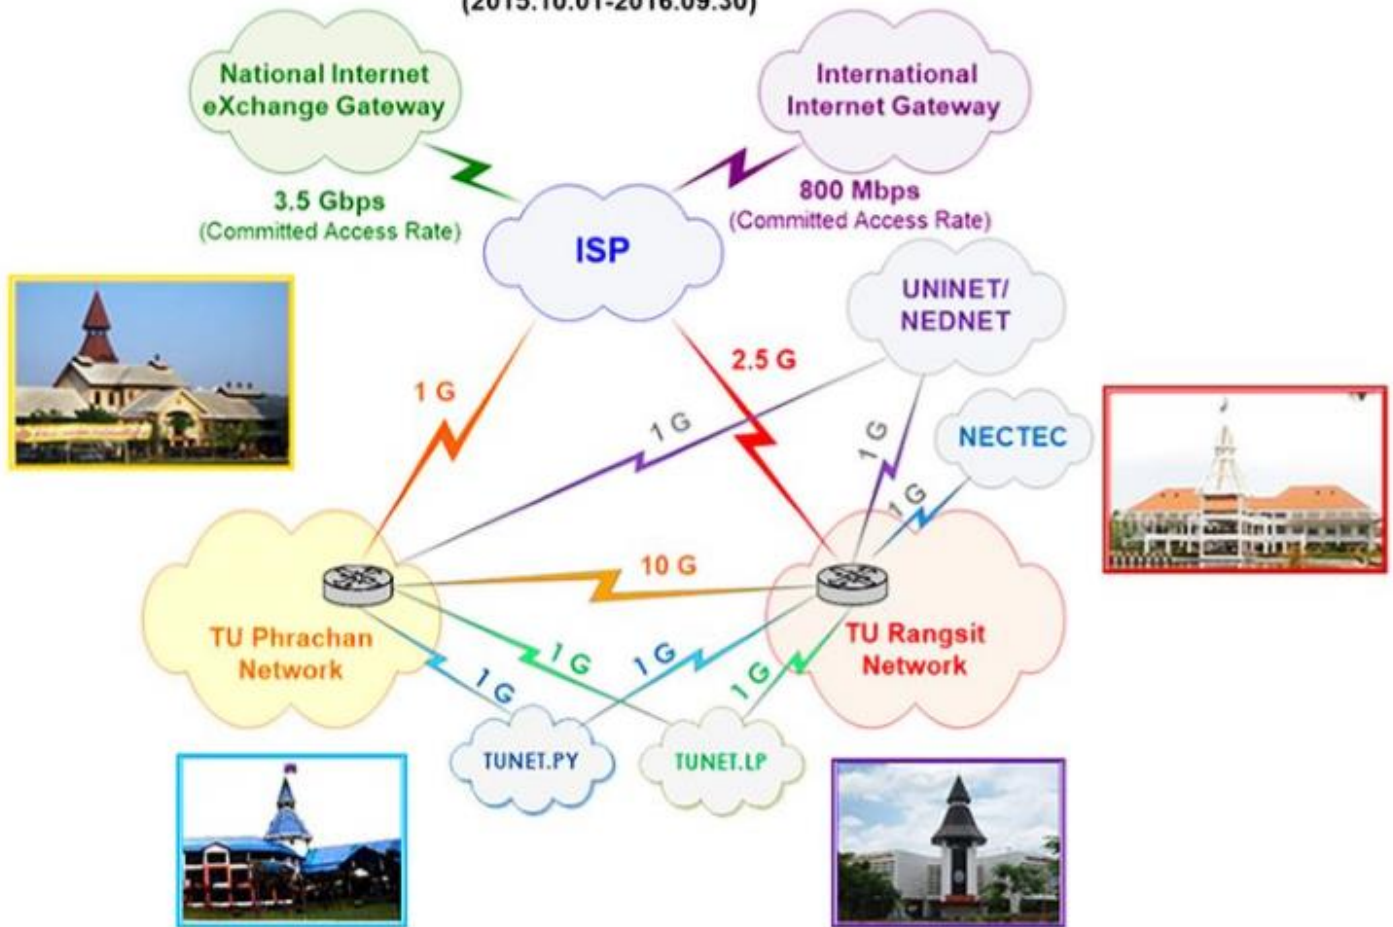 (2015.10.01-2016.09.30)
National Internet
eXchange Gateway
International
Internet Gateway
3.5 Gbps
(Committed Access Rate)
800 Mbps
(Committed Access Rate)
ISP
UNINET/
NEDNET
2.5 G
1 G
1 G
1 G
NECTEC
1 G
10 G
TU Phrachan
Network
TU Rangsit
Network
1 G
1 G
1 G
1 G
TUNET.PY
TUNET.LP